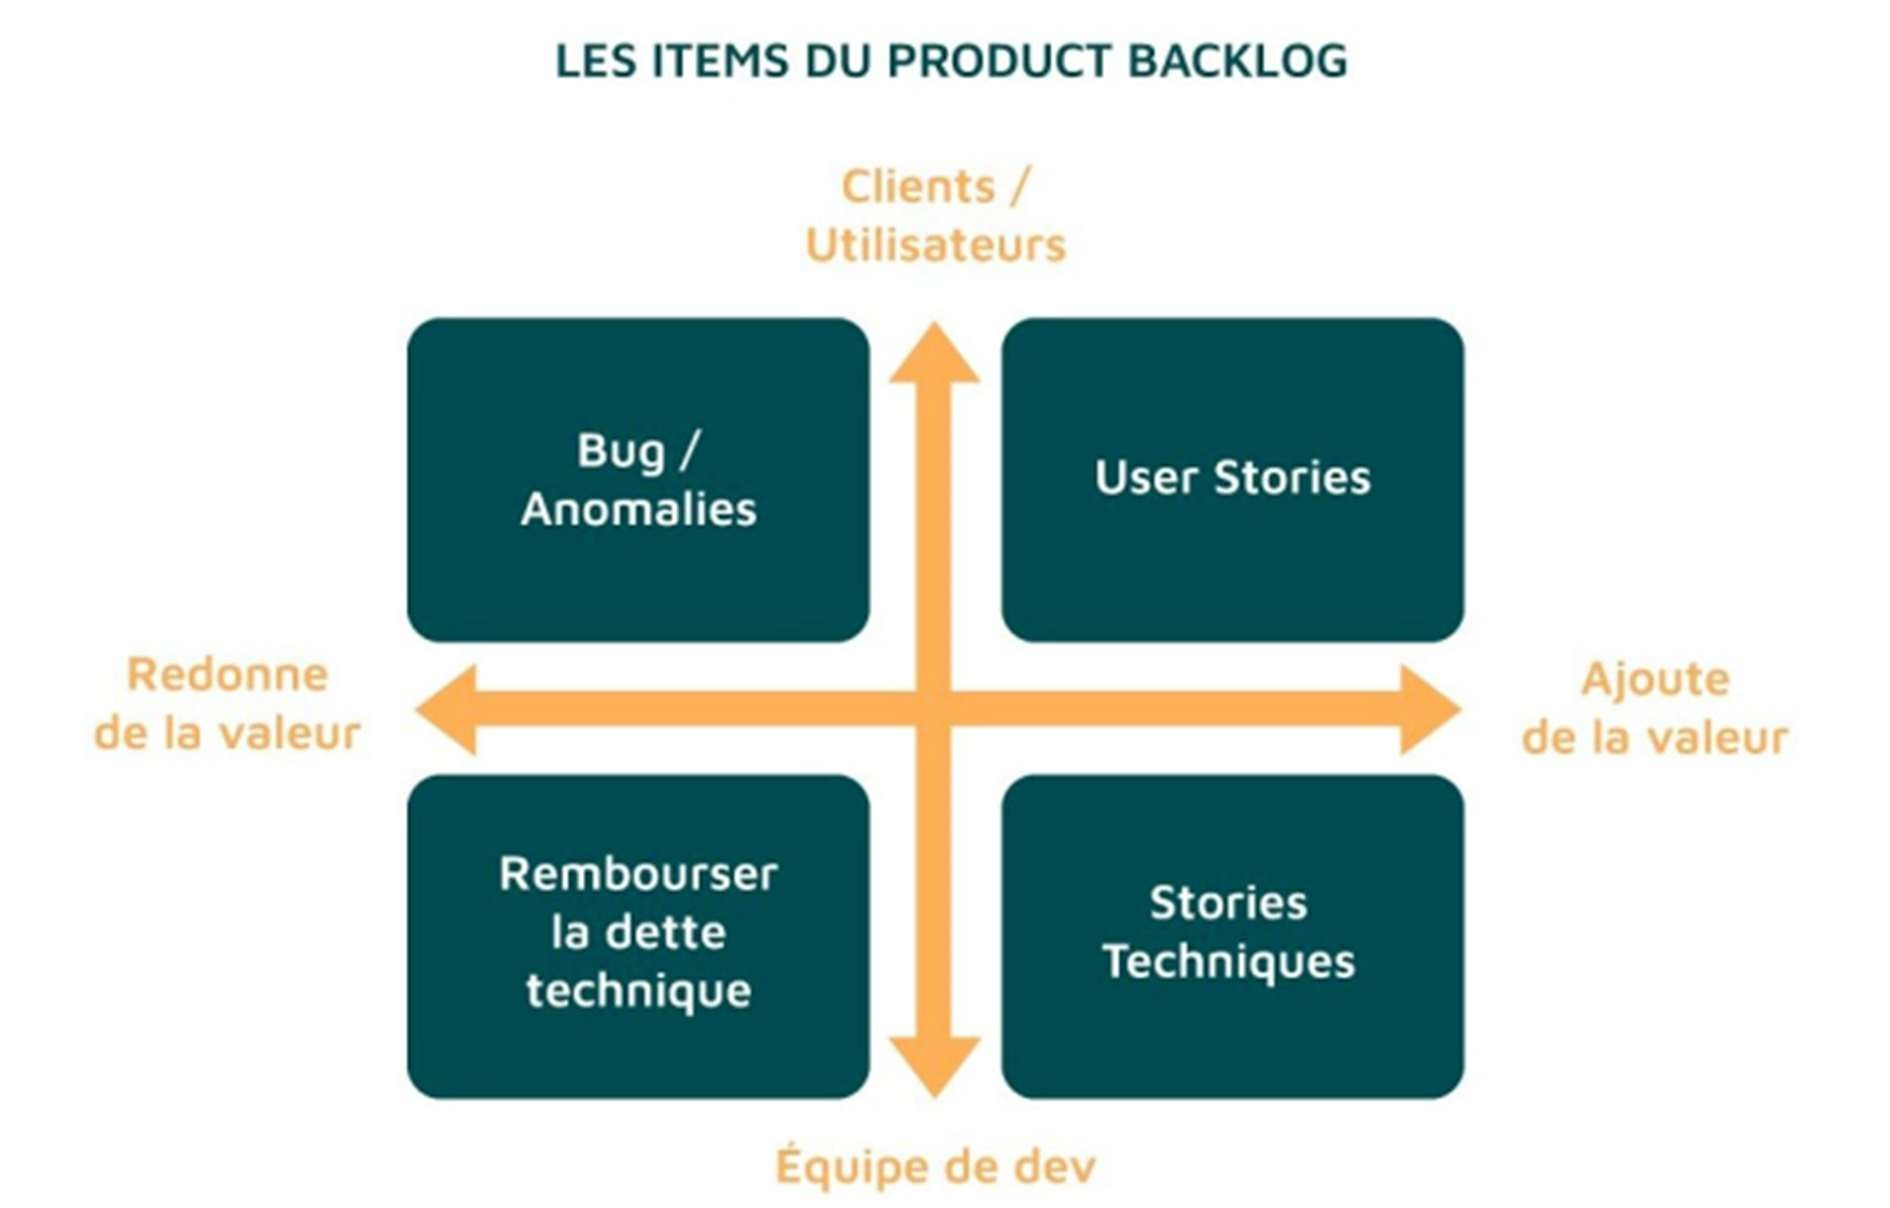 LES ITEMS DU PRODUCT BACKLOG
Clients /
Utilisateurs
Bug /
Anomalies
User Stories
Redonne
de la valeur
Ajoute
de la valeur
Rembourser
la dette
technique
Stories
Techniques
Équipe de dev